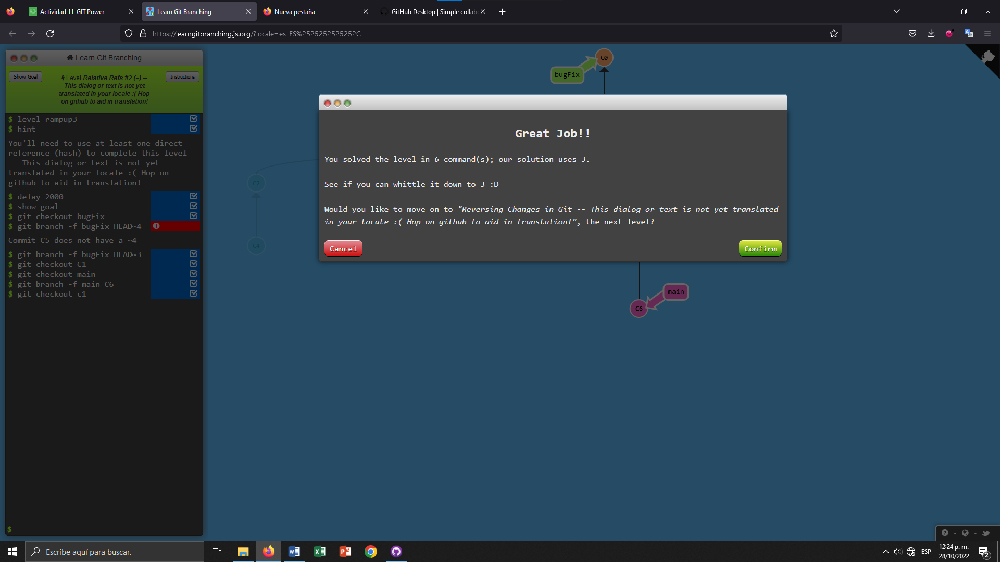 Actividad 11_GIT Power
Learn Git Branching
Nueva pestaña
GitHub Desktop | Simple collab
https://learngitbranching.js.org/?locale=es_ES%2525252525252C
Learn Git Branching
Show Goal
Level Relative Refs #2 (~) --
This dialog or text is not yet
translated in your locale :( Hop
on github to aid in translation!
Instructions
$ level rampup3
$ hint
You'll need to use at least one direct
reference (hash) to complete this level
-- This dialog or text is not yet
translated in your locale :( Hop on
github to aid in translation!
$ delay 2000
$ show goal
$ git checkout bugFix
$ git branch -f bugFix HEAD~4
Commit C5 does not have a ~4
$ git branch -f bugFix HEAD~3
$ git checkout C1
$ git checkout main
$ git branch -f main C6
$ git checkout c1
$
C0
bugFix
C2
C4
Great Job!!
You solved the level in 6 command(s); our solution uses 3.
See if you can whittle it down to 3 :D
Would you like to move on to "Reversing Changes in Git -- This dialog or text is not yet translated
in your locale :( Hop on github to aid in translation!", the next level?
Cancel
Confirm
main
C6
Escribe aquí para buscar.
ESP
12:24 p. m.
28/10/2022
2